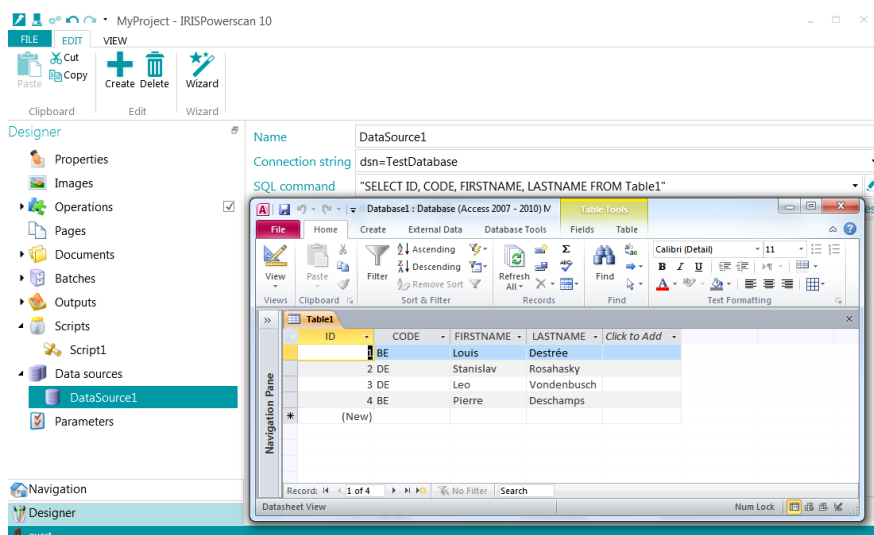 MyProject - IRISPowerscan 10
FILE EDIT VIEW
Paste Cut Copy Create Delete Wizard
Clipboard Edit Wizard
Designer
Properties
Images
Operations
Pages
Documents
Batches
Outputs
Scripts
Script1
Data sources
DataSource1
Parameters
Navigation
Designer
guest
Name DataSource1
Connection string dsn=TestDatabase
SQL command "SELECT ID, CODE, FIRSTNAME, LASTNAME FROM Table1"
Database1 : Database (Access 2007 - 2010) M Table Tools
File Home Create External Data Database Tools Fields Table
View Paste Filter Ascending Descending Remove Sort Refresh All Find Calibri (Detail) 11
B I U A
Views Clipboard Sort & Filter Records Find Text Formatting
Table1
ID CODE FIRSTNAME LASTNAME Click to Add
1 BE Louis Destrée
2 DE Stanislav Rosahasky
3 DE Leo Vondenbusch
4 BE Pierre Deschamps
(New)
Navigation Pane
Record: 1 of 4 No Filter Search
Datasheet View Num Lock